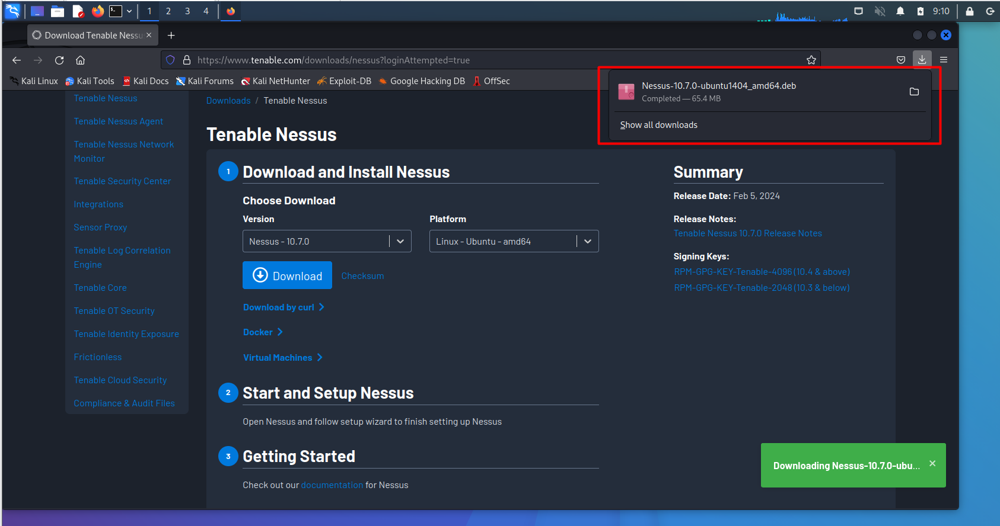 1 2 3 4 9:10
Download Tenable Nessu
https://www.tenable.com/downloads/nessus?loginAttempted=true
Kali Linux Kali Tools Kali Docs Kali Forums Kali NetHunter Exploit-DB Google Hacking DB OffSec
Nessus-10.7.0-ubuntu1404_amd64.deb
Completed — 65.4 MB
Show all downloads
Tenable Nessus
Tenable Nessus Agent
Tenable Nessus Network
Monitor
Tenable Security Center
Integrations
Sensor Proxy
Tenable Log Correlation
Engine
Tenable Core
Tenable OT Security
Tenable Identity Exposure
Frictionless
Tenable Cloud Security
Compliance & Audit Files
Downloads / Tenable Nessus
Tenable Nessus
1 Download and Install Nessus
Choose Download
Version Platform
Nessus - 10.7.0 Linux - Ubuntu - amd64
Download Checksum
Download by curl
Docker
Virtual Machines
2 Start and Setup Nessus
Open Nessus and follow setup wizard to finish setting up Nessus
3 Getting Started
Check out our documentation for Nessus
Summary
Release Date: Feb 5, 2024
Release Notes:
Tenable Nessus 10.7.0 Release Notes
Signing Keys:
RPM-GPG-KEY-Tenable-4096 (10.4 & above)
RPM-GPG-KEY-Tenable-2048 (10.3 & below)
Downloading Nessus-10.7.0-ubu...